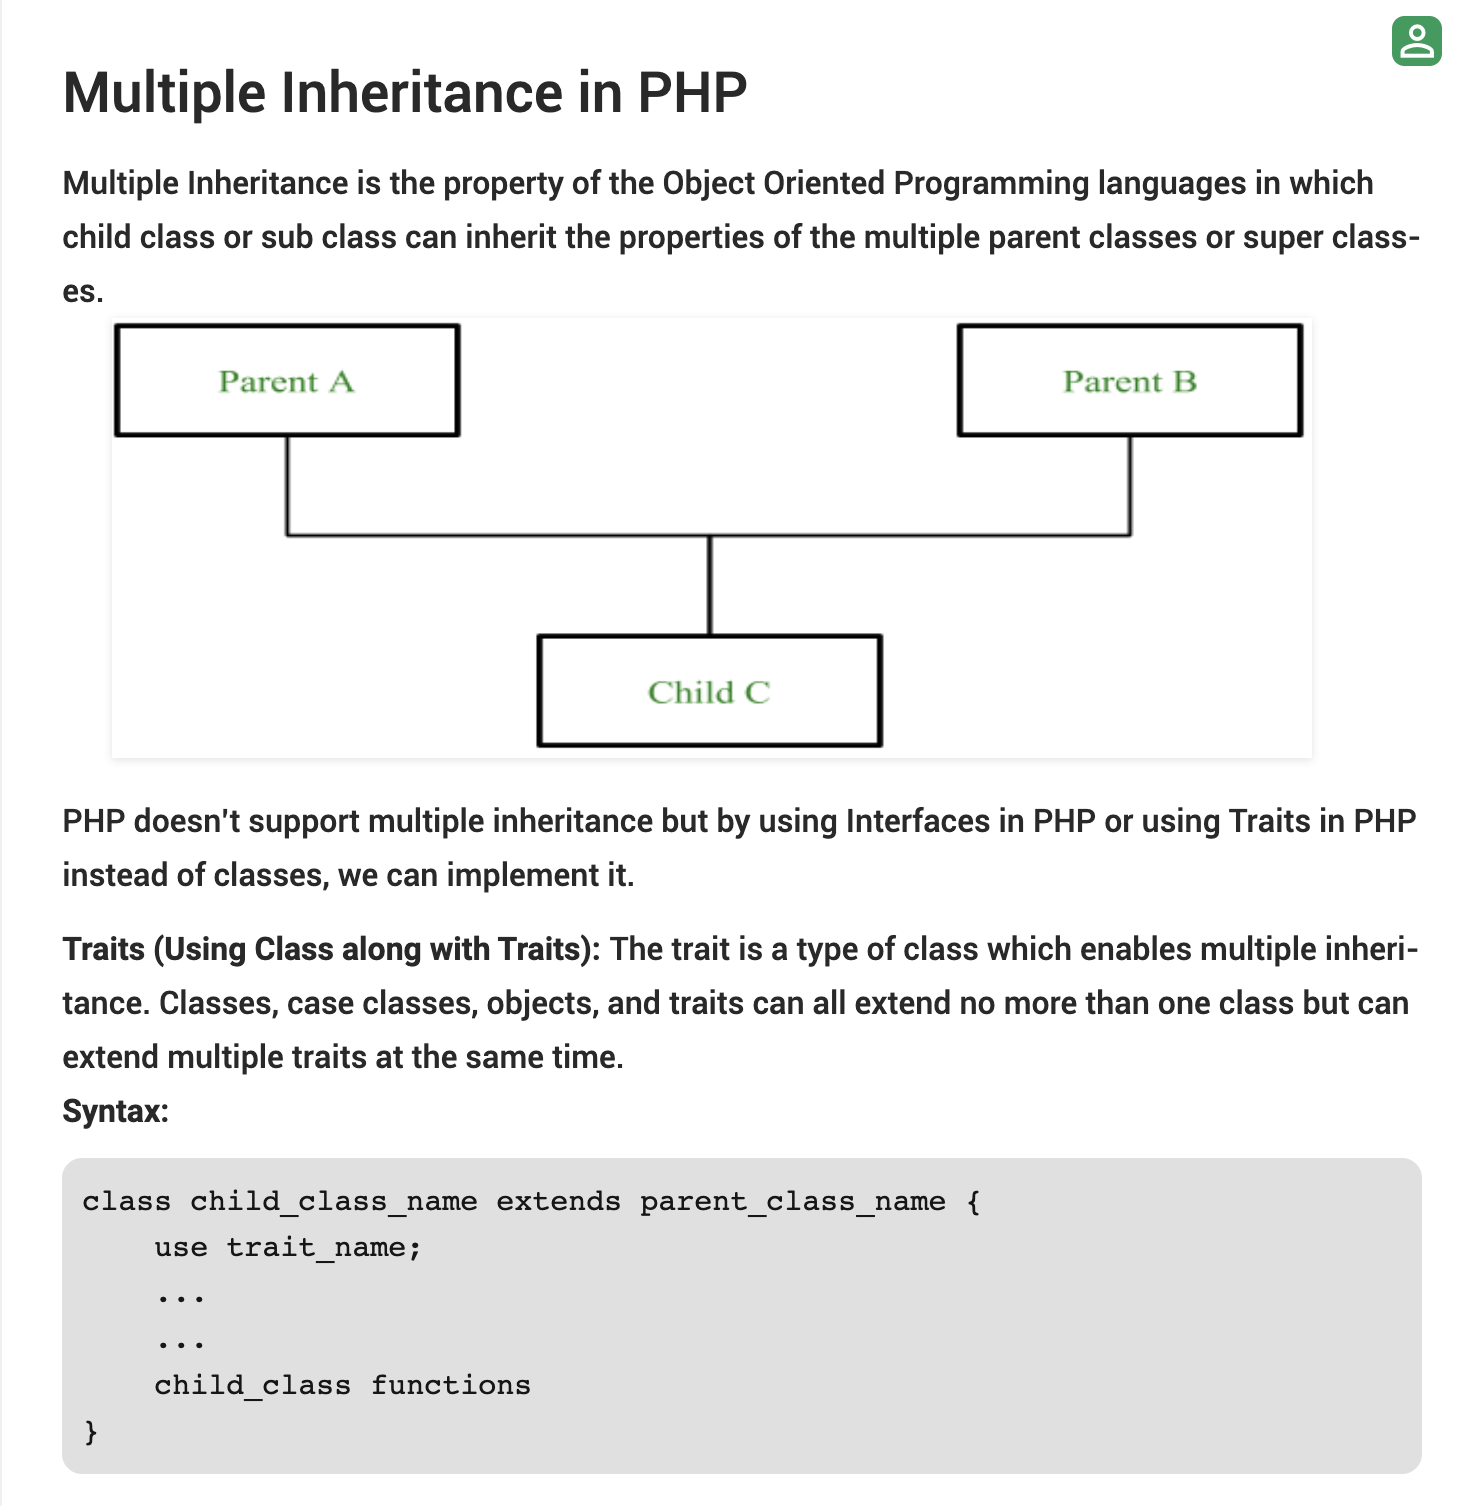 Multiple Inheritance in PHP
Multiple Inheritance is the property of the Object Oriented Programming languages in which
child class or sub class can inherit the properties of the multiple parent classes or super class-
es.
Parent A
Parent B
Child C
PHP doesn't support multiple inheritance but by using Interfaces in PHP or using Traits in PHP
instead of classes, we can implement it.
Traits (Using Class along with Traits): The trait is a type of class which enables multiple inheri-
tance. Classes, case classes, objects, and traits can all extend no more than one class but can
extend multiple traits at the same time.
Syntax:
class child_class_name extends parent_class_name {
    use trait_name;
    ...
    ...
    child_class functions
}